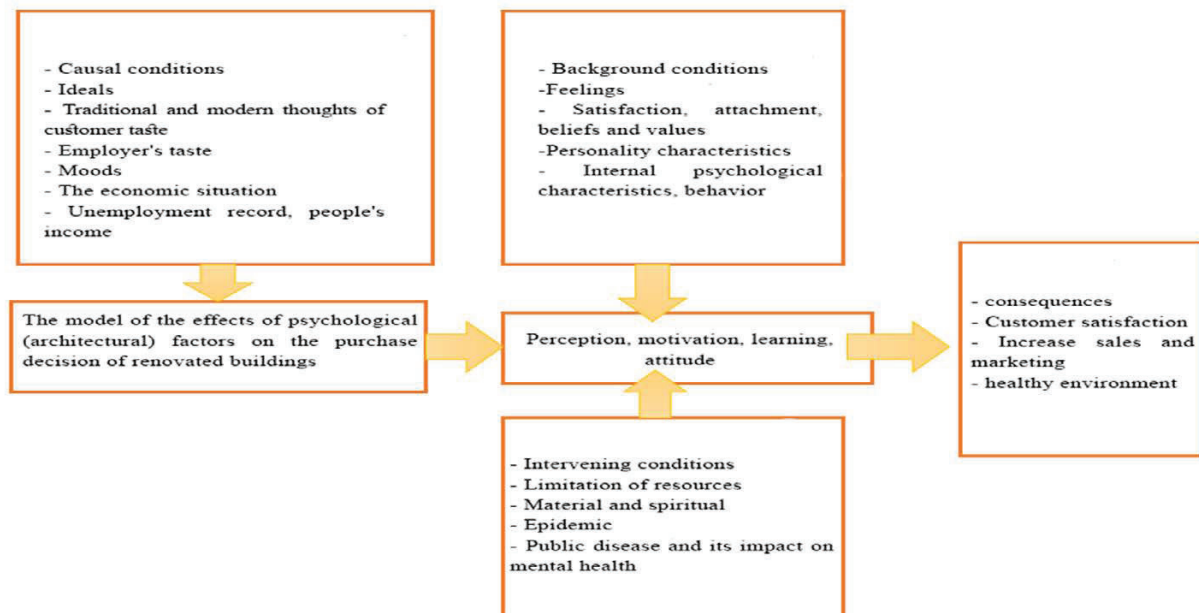 - Causal conditions
- Ideals
- Traditional and modern thoughts of
customer taste
- Employer's taste
- Moods
- The economic situation
- Unemployment record, people's
income
- Background conditions
-Feelings
- Satisfaction, attachment,
beliefs and values
-Personality characteristics
- Internal psychological
characteristics, behavior
The model of the effects of psychological
(architectural) factors on the purchase
decision of renovated buildings
Perception, motivation, learning,
attitude
- consequences
- Customer satisfaction
- Increase sales and
marketing
- healthy environment
- Intervening conditions
- Limitation of resources
- Material and spiritual
- Epidemic
- Public disease and its impact on
mental health